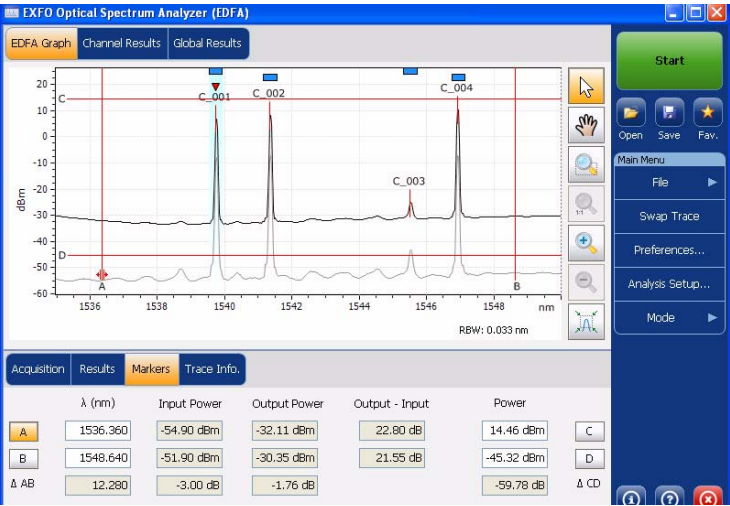 EXFO Optical Spectrum Analyzer (EDFA)
EDFA Graph Channel Results Global Results
Start
Open Save Fav.
Main Menu
File
Swap Trace
Preferences...
Analysis Setup...
Mode
20
10
0
-10
-20
-30
-40
-50
-60
dBm
C
D
A
B
C_001
C_002
C_003
C_004
1536 1538 1540 1542 1544 1546 1548 nm
RBW: 0.033 nm
1:1
Acquisition Results Markers Trace Info.
λ (nm) Input Power Output Power Output - Input Power
A 1536.360 -54.90 dBm -32.11 dBm 22.80 dB 14.46 dBm C
B 1548.640 -51.90 dBm -30.35 dBm 21.55 dB -45.32 dBm D
Δ AB 12.280 -3.00 dB -1.76 dB -59.78 dB Δ CD